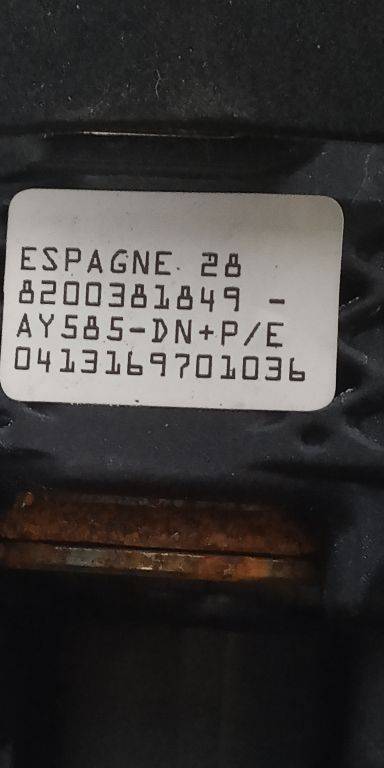 ESPAGNE. 28
8200381849 -
AY585-DN+P/E
0413169701036